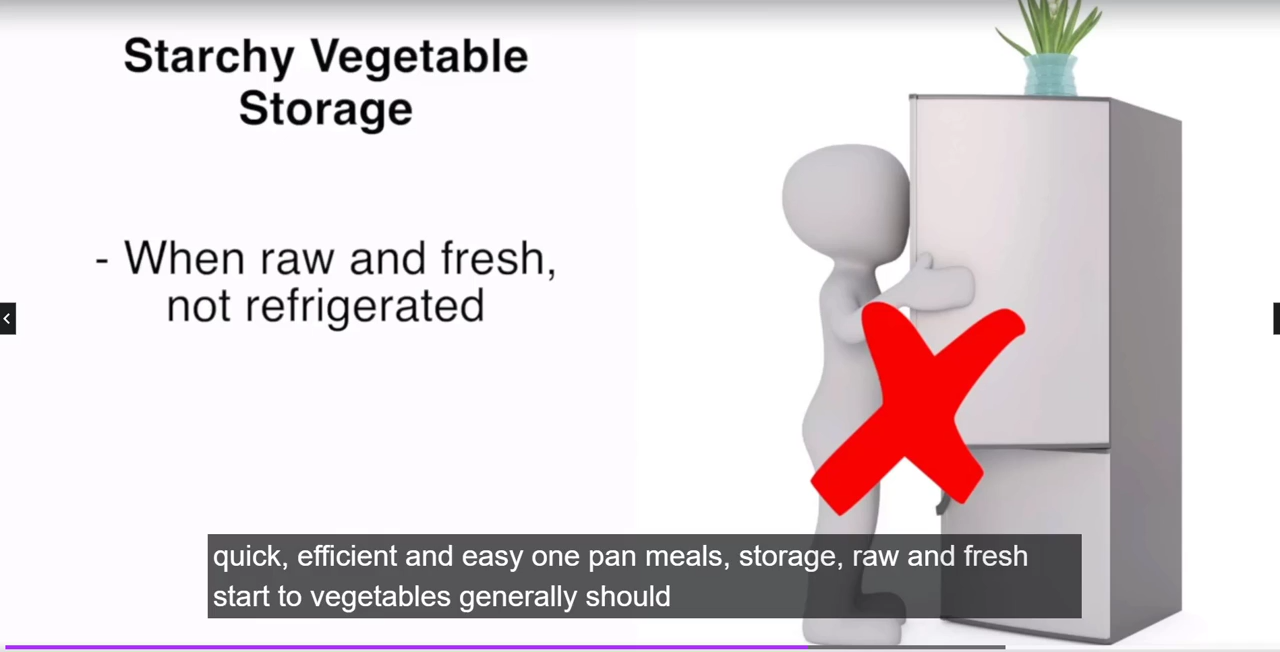 Starchy Vegetable
Storage
- When raw and fresh,
not refrigerated
quick, efficient and easy one pan meals, storage, raw and fresh
start to vegetables generally should